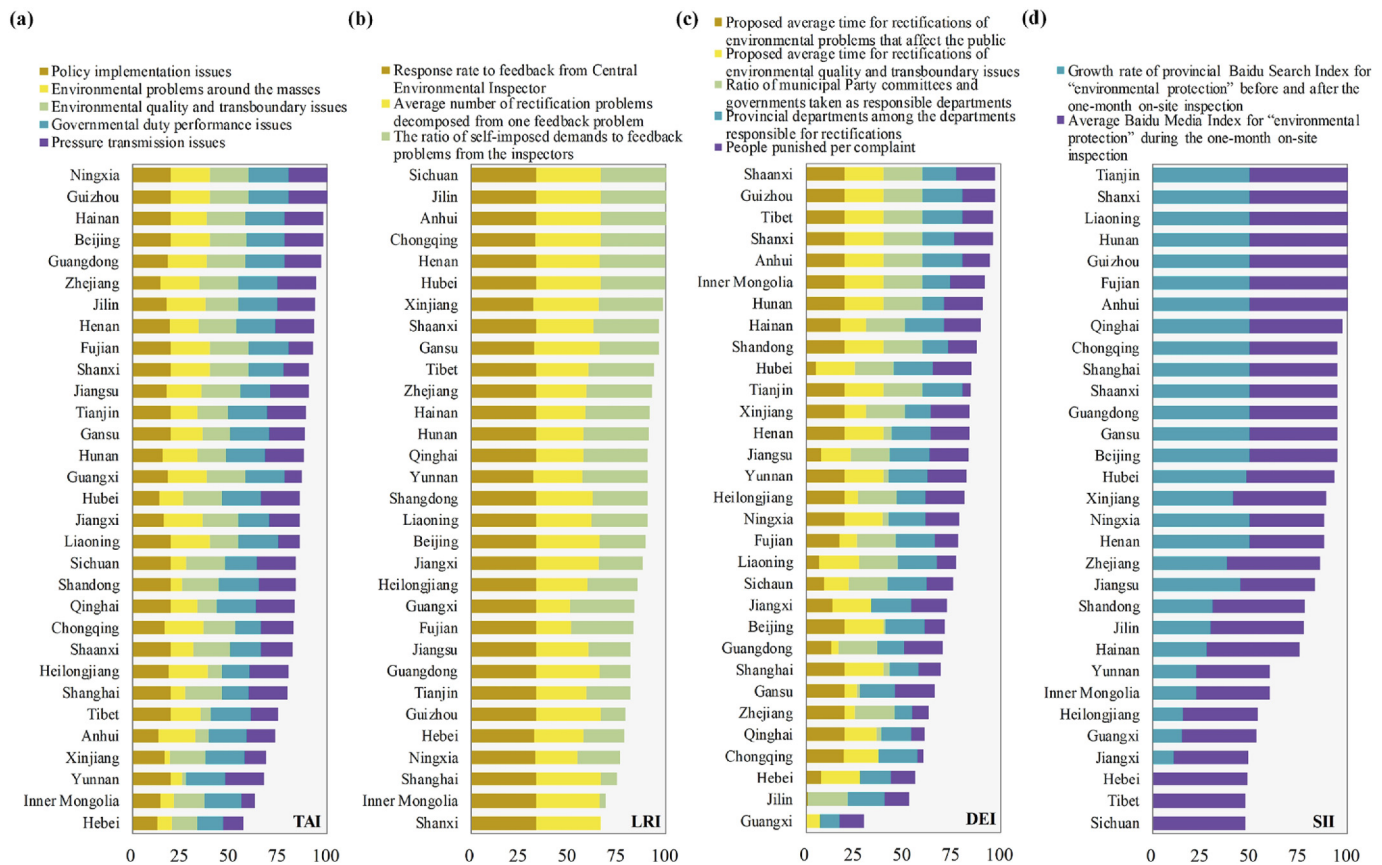 (a)
Policy implementation issues
Environmental problems around the masses
Environmental quality and transboundary issues
Governmental duty performance issues
Pressure transmission issues
Ningxia
Guizhou
Hainan
Beijing
Guangdong
Zhejiang
Jilin
Henan
Fujian
Shanxi
Jiangsu
Tianjin
Gansu
Hunan
Guangxi
Hubei
Jiangxi
Liaoning
Sichuan
Shandong
Qinghai
Chongqing
Shaanxi
Heilongjiang
Shanghai
Tibet
Anhui
Xinjiang
Yunnan
Inner Mongolia
Hebei
TAI
0 25 50 75 100
(b)
Response rate to feedback from Central
Environmental Inspector
Average number of rectification problems
decomposed from one feedback problem
The ratio of self-imposed demands to feedback
problems from the inspectors
Sichuan
Jilin
Anhui
Chongqing
Henan
Hubei
Xinjiang
Shaanxi
Gansu
Tibet
Zhejiang
Hainan
Hunan
Qinghai
Yunnan
Shangdong
Liaoning
Beijing
Jiangxi
Heilongjiang
Guangxi
Fujian
Jiangsu
Guangdong
Tianjin
Guizhou
Hebei
Ningxia
Shanghai
Inner Mongolia
Shanxi
LRI
0 25 50 75 100
(c)
Proposed average time for rectifications of
environmental problems that affect the public
Proposed average time for rectifications of
environmental quality and transboundary issues
Ratio of municipal Party committees and
governments taken as responsible departments
Provincial departments among the departments
responsible for rectifications
People punished per complaint
Shaanxi
Guizhou
Tibet
Shanxi
Anhui
Inner Mongolia
Hunan
Hainan
Shandong
Hubei
Tianjin
Xinjiang
Henan
Jiangsu
Yunnan
Heilongjiang
Ningxia
Fujian
Liaoning
Sichaun
Jiangxi
Beijing
Guangdong
Shanghai
Gansu
Zhejiang
Qinghai
Chongqing
Hebei
Jilin
Guangxi
DEI
0 25 50 75 100
(d)
Growth rate of provincial Baidu Search Index for
“environmental protection” before and after the
one-month on-site inspection
Average Baidu Media Index for “environmental
protection” during the one-month on-site
inspection
Tianjin
Shanxi
Liaoning
Hunan
Guizhou
Fujian
Anhui
Qinghai
Chongqing
Shanghai
Shaanxi
Guangdong
Gansu
Beijing
Hubei
Xinjiang
Ningxia
Henan
Zhejiang
Jiangsu
Shandong
Jilin
Hainan
Yunnan
Inner Mongolia
Heilongjiang
Guangxi
Jiangxi
Hebei
Tibet
Sichuan
SII
0 25 50 75 100